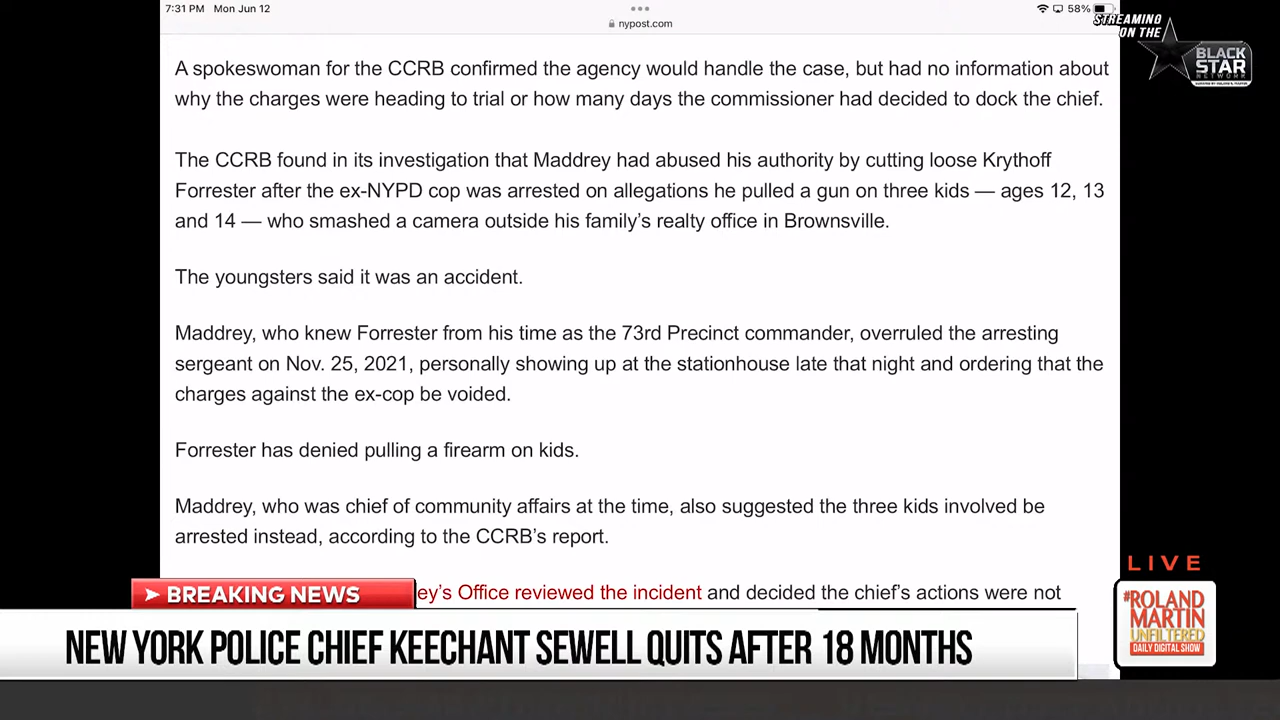 7:31 PM Mon Jun 12
58%
nypost.com
STREAMING
ON THE
BLACK
STAR
NETWORK
A spokeswoman for the CCRB confirmed the agency would handle the case, but had no information about
why the charges were heading to trial or how many days the commissioner had decided to dock the chief.
The CCRB found in its investigation that Maddrey had abused his authority by cutting loose Krythoff
Forrester after the ex-NYPD cop was arrested on allegations he pulled a gun on three kids — ages 12, 13
and 14 — who smashed a camera outside his family’s realty office in Brownsville.
The youngsters said it was an accident.
Maddrey, who knew Forrester from his time as the 73rd Precinct commander, overruled the arresting
sergeant on Nov. 25, 2021, personally showing up at the stationhouse late that night and ordering that the
charges against the ex-cop be voided.
Forrester has denied pulling a firearm on kids.
Maddrey, who was chief of community affairs at the time, also suggested the three kids involved be
arrested instead, according to the CCRB’s report.
ey’s Office reviewed the incident and decided the chief’s actions were not
BREAKING NEWS
NEW YORK POLICE CHIEF KEECHANT SEWELL QUITS AFTER 18 MONTHS
LIVE
#ROLAND
MARTIN
UNFILTERED
DAILY DIGITAL SHOW